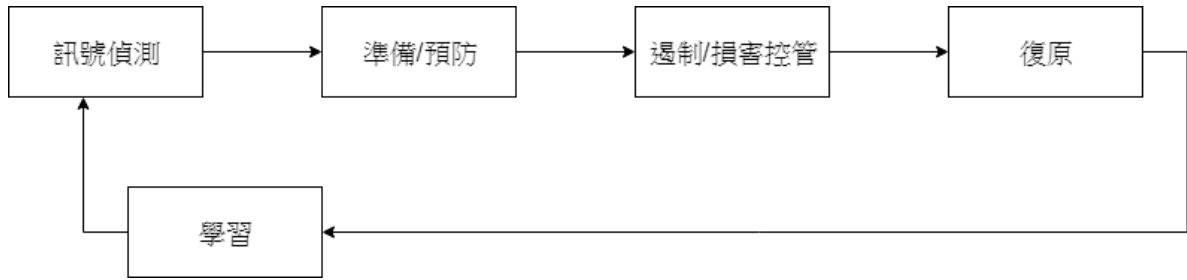 訊號偵測
準備/預防
遏制/損害控管
復原
學習